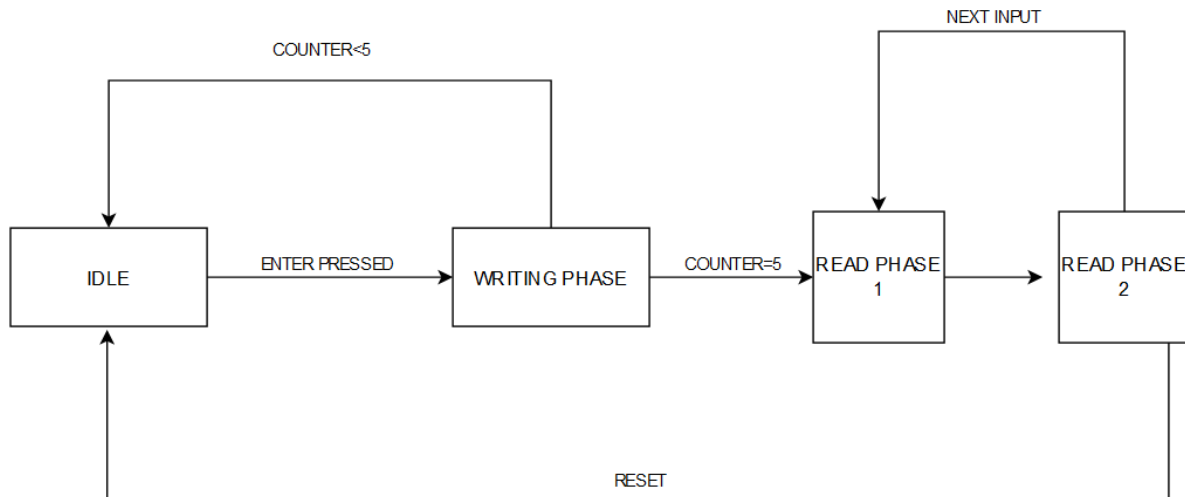 NEXT INPUT
COUNTER<5
IDLE
ENTER PRESSED
WRITING PHASE
COUNTER=5
READ PHASE
1
READ PHASE
2
RESET